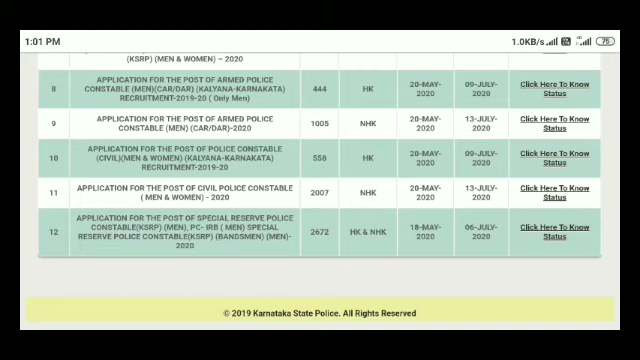 1:01 PM 1.0KB/s 75
(KSRP) (MEN & WOMEN) – 2020
8 APPLICATION FOR THE POST OF ARMED POLICE CONSTABLE (MEN)(CAR/DAR) (KALYANA-KARNATAKA) RECRUITMENT-2019-20 ( Only Men) 444 HK 20-MAY-2020 09-JULY-2020 Click Here To Know Status
9 APPLICATION FOR THE POST OF ARMED POLICE CONSTABLE (MEN) (CAR/DAR)-2020 1005 NHK 20-MAY-2020 13-JULY-2020 Click Here To Know Status
10 APPLICATION FOR THE POST OF POLICE CONSTABLE (CIVIL)(MEN & WOMEN) (KALYANA-KARNATAKA) RECRUITMENT-2019-20 558 HK 20-MAY-2020 09-JULY-2020 Click Here To Know Status
11 APPLICATION FOR THE POST OF CIVIL POLICE CONSTABLE ( MEN & WOMEN) - 2020 2007 NHK 20-MAY-2020 13-JULY-2020 Click Here To Know Status
12 APPLICATION FOR THE POST OF SPECIAL RESERVE POLICE CONSTABLE(KSRP) (MEN), PC- IRB ( MEN) SPECIAL RESERVE POLICE CONSTABLE(KSRP) (BANDSMEN) (MEN)-2020 2672 HK & NHK 18-MAY-2020 06-JULY-2020 Click Here To Know Status
© 2019 Karnataka State Police. All Rights Reserved